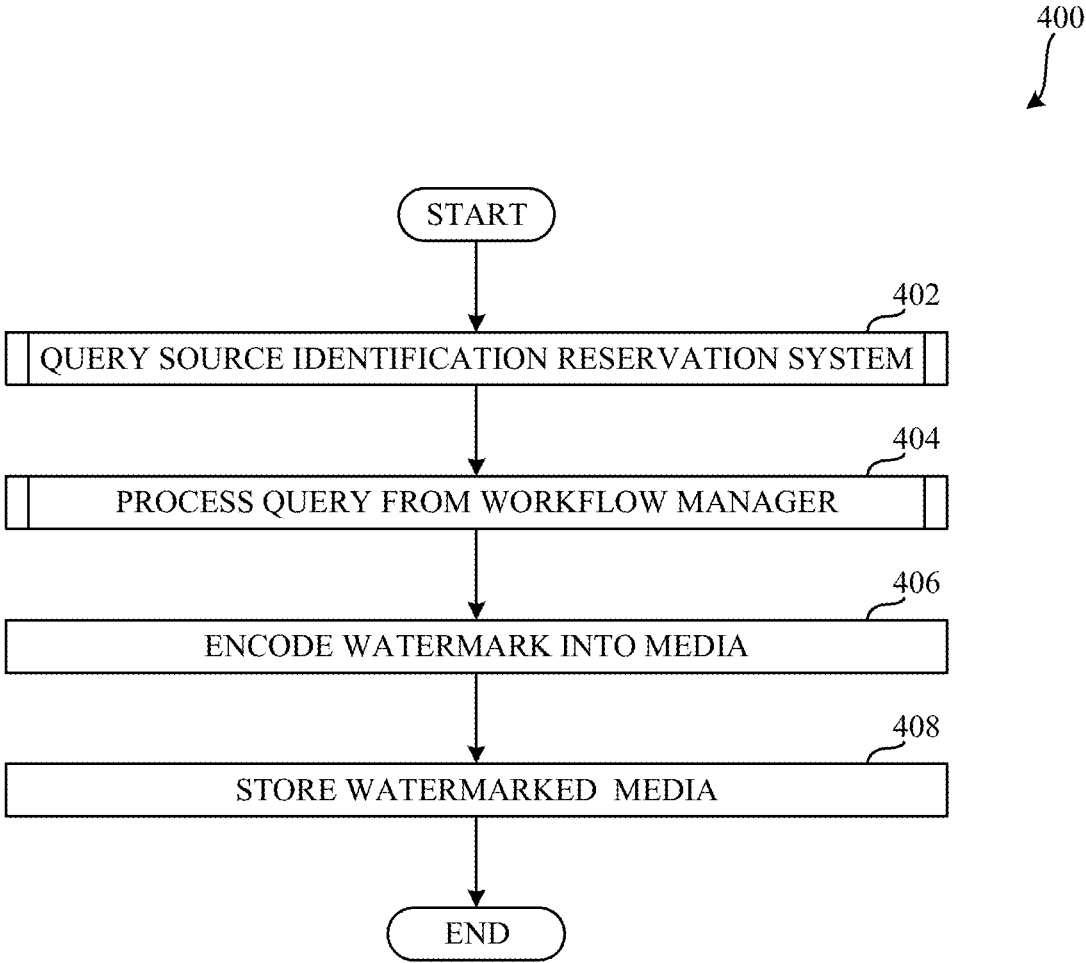 400
START
402
QUERY SOURCE IDENTIFICATION RESERVATION SYSTEM
404
PROCESS QUERY FROM WORKFLOW MANAGER
406
ENCODE WATERMARK INTO MEDIA
408
STORE WATERMARKED MEDIA
END